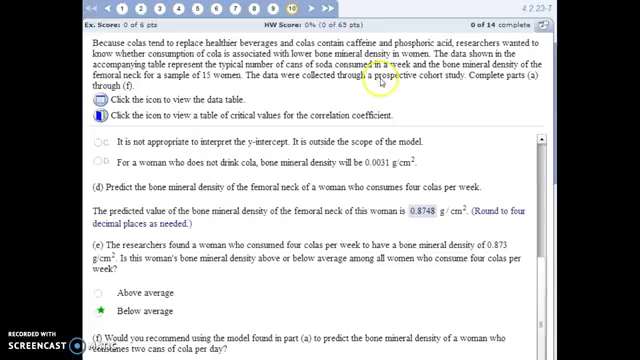 1 2 3 4 5 6 7 8 9 10
4.2.23-T
Ex. Score: 0 of 6 pts
HW Score: 0% (0 of 65 pts)
0 of 14 complete
Because colas tend to replace healthier beverages and colas contain caffeine and phosphoric acid, researchers wanted to
know whether consumption of cola is associated with lower bone mineral density in women. The data shown in the
accompanying table represent the typical number of cans of soda consumed in a week and the bone mineral density of the
femoral neck for a sample of 15 women. The data were collected through a prospective cohort study. Complete parts (a)
through (f).
Click the icon to view the data table.
Click the icon to view a table of critical values for the correlation coefficient.
C. It is not appropriate to interpret the y-intercept. It is outside the scope of the model.
D. For a woman who does not drink cola, bone mineral density will be 0.0031 g/cm2.
(d) Predict the bone mineral density of the femoral neck of a woman who consumes four colas per week.
The predicted value of the bone mineral density of the femoral neck of this woman is 0.8748 g / cm2. (Round to four
decimal places as needed.)
(e) The researchers found a woman who consumed four colas per week to have a bone mineral density of 0.873
g/cm2. Is this woman's bone mineral density above or below average among all women who consume four colas per
week?
Above average
Below average
(f) Would you recommend using the model found in part (a) to predict the bone mineral density of a woman who
consumes two cans of cola per day?
RECORDED WITH
SCREENCAST MATIC